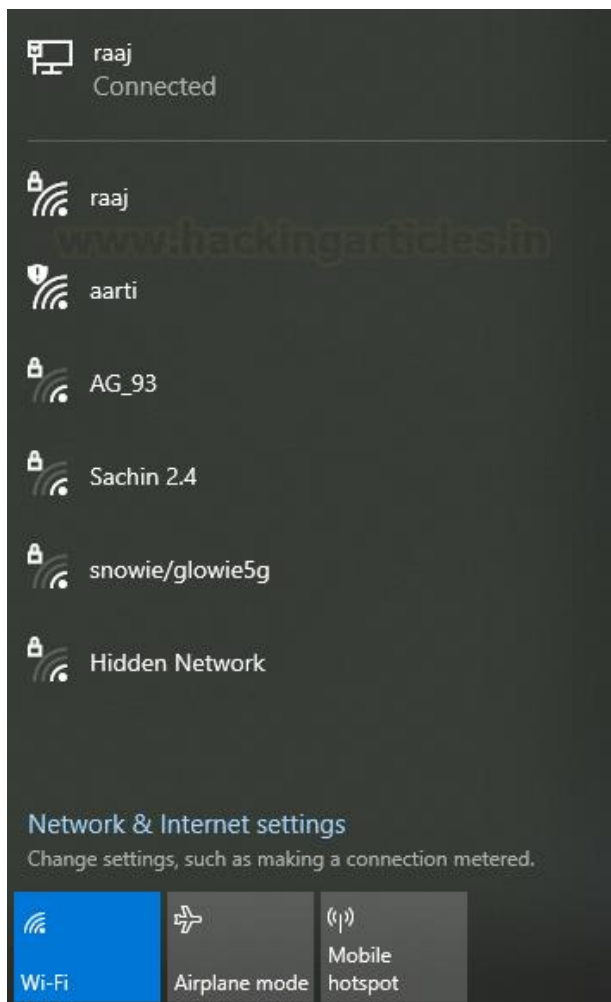 raaj
Connected
raaj
www.hackingarticles.in
aarti
AG_93
Sachin 2.4
snowie/glowie5g
Hidden Network
Network & Internet settings
Change settings, such as making a connection metered.
Wi-Fi
Airplane mode
Mobile
hotspot